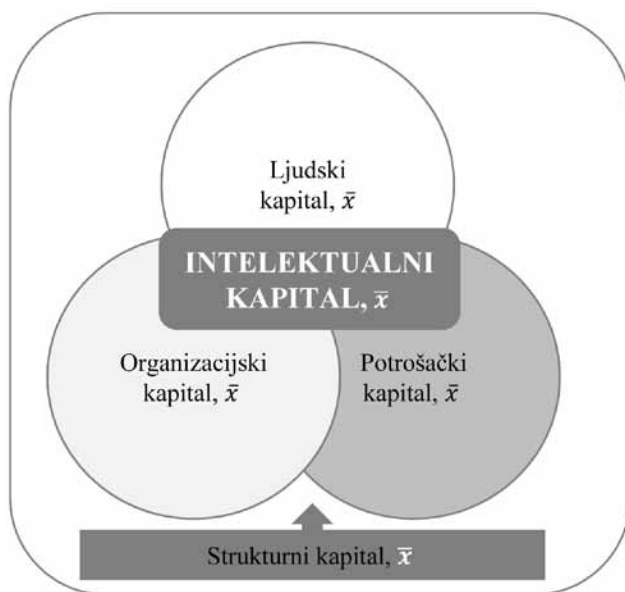 Ljudski
kapital, x̄
INTELEKTUALNI
KAPITAL, x̄
Organizacijski
kapital, x̄
Potrošački
kapital, x̄
Strukturni kapital, x̄